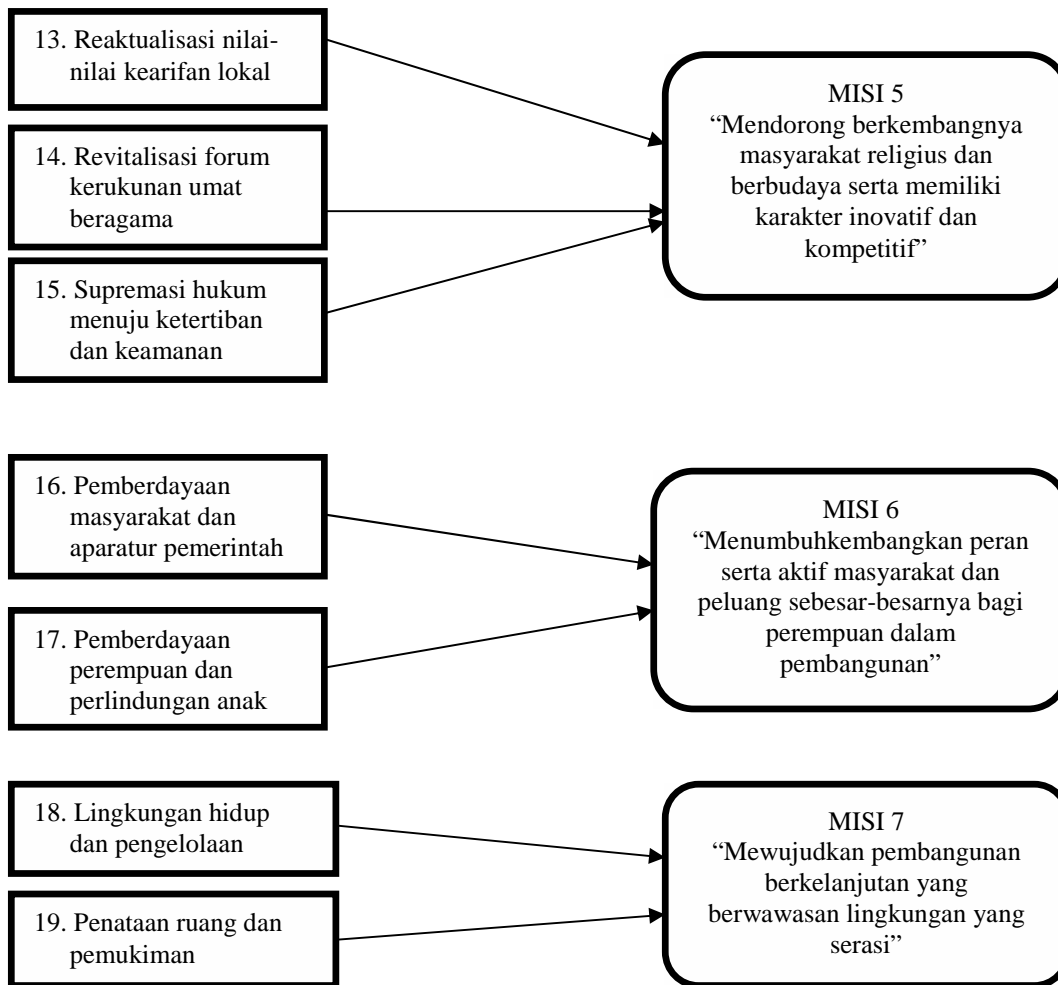 13. Reaktualisasi nilai-
nilai kearifan lokal
14. Revitalisasi forum
kerukunan umat
beragama
15. Supremasi hukum
menuju ketertiban
dan keamanan
MISI 5
“Mendorong berkembangnya
masyarakat religius dan
berbudaya serta memiliki
karakter inovatif dan
kompetitif”
16. Pemberdayaan
masyarakat dan
aparatur pemerintah
17. Pemberdayaan
perempuan dan
perlindungan anak
MISI 6
“Menumbuhkembangkan peran
serta aktif masyarakat dan
peluang sebesar-besarnya bagi
perempuan dalam
pembangunan”
18. Lingkungan hidup
dan pengelolaan
19. Penataan ruang dan
pemukiman
MISI 7
“Mewujudkan pembangunan
berkelanjutan yang
berwawasan lingkungan yang
serasi”